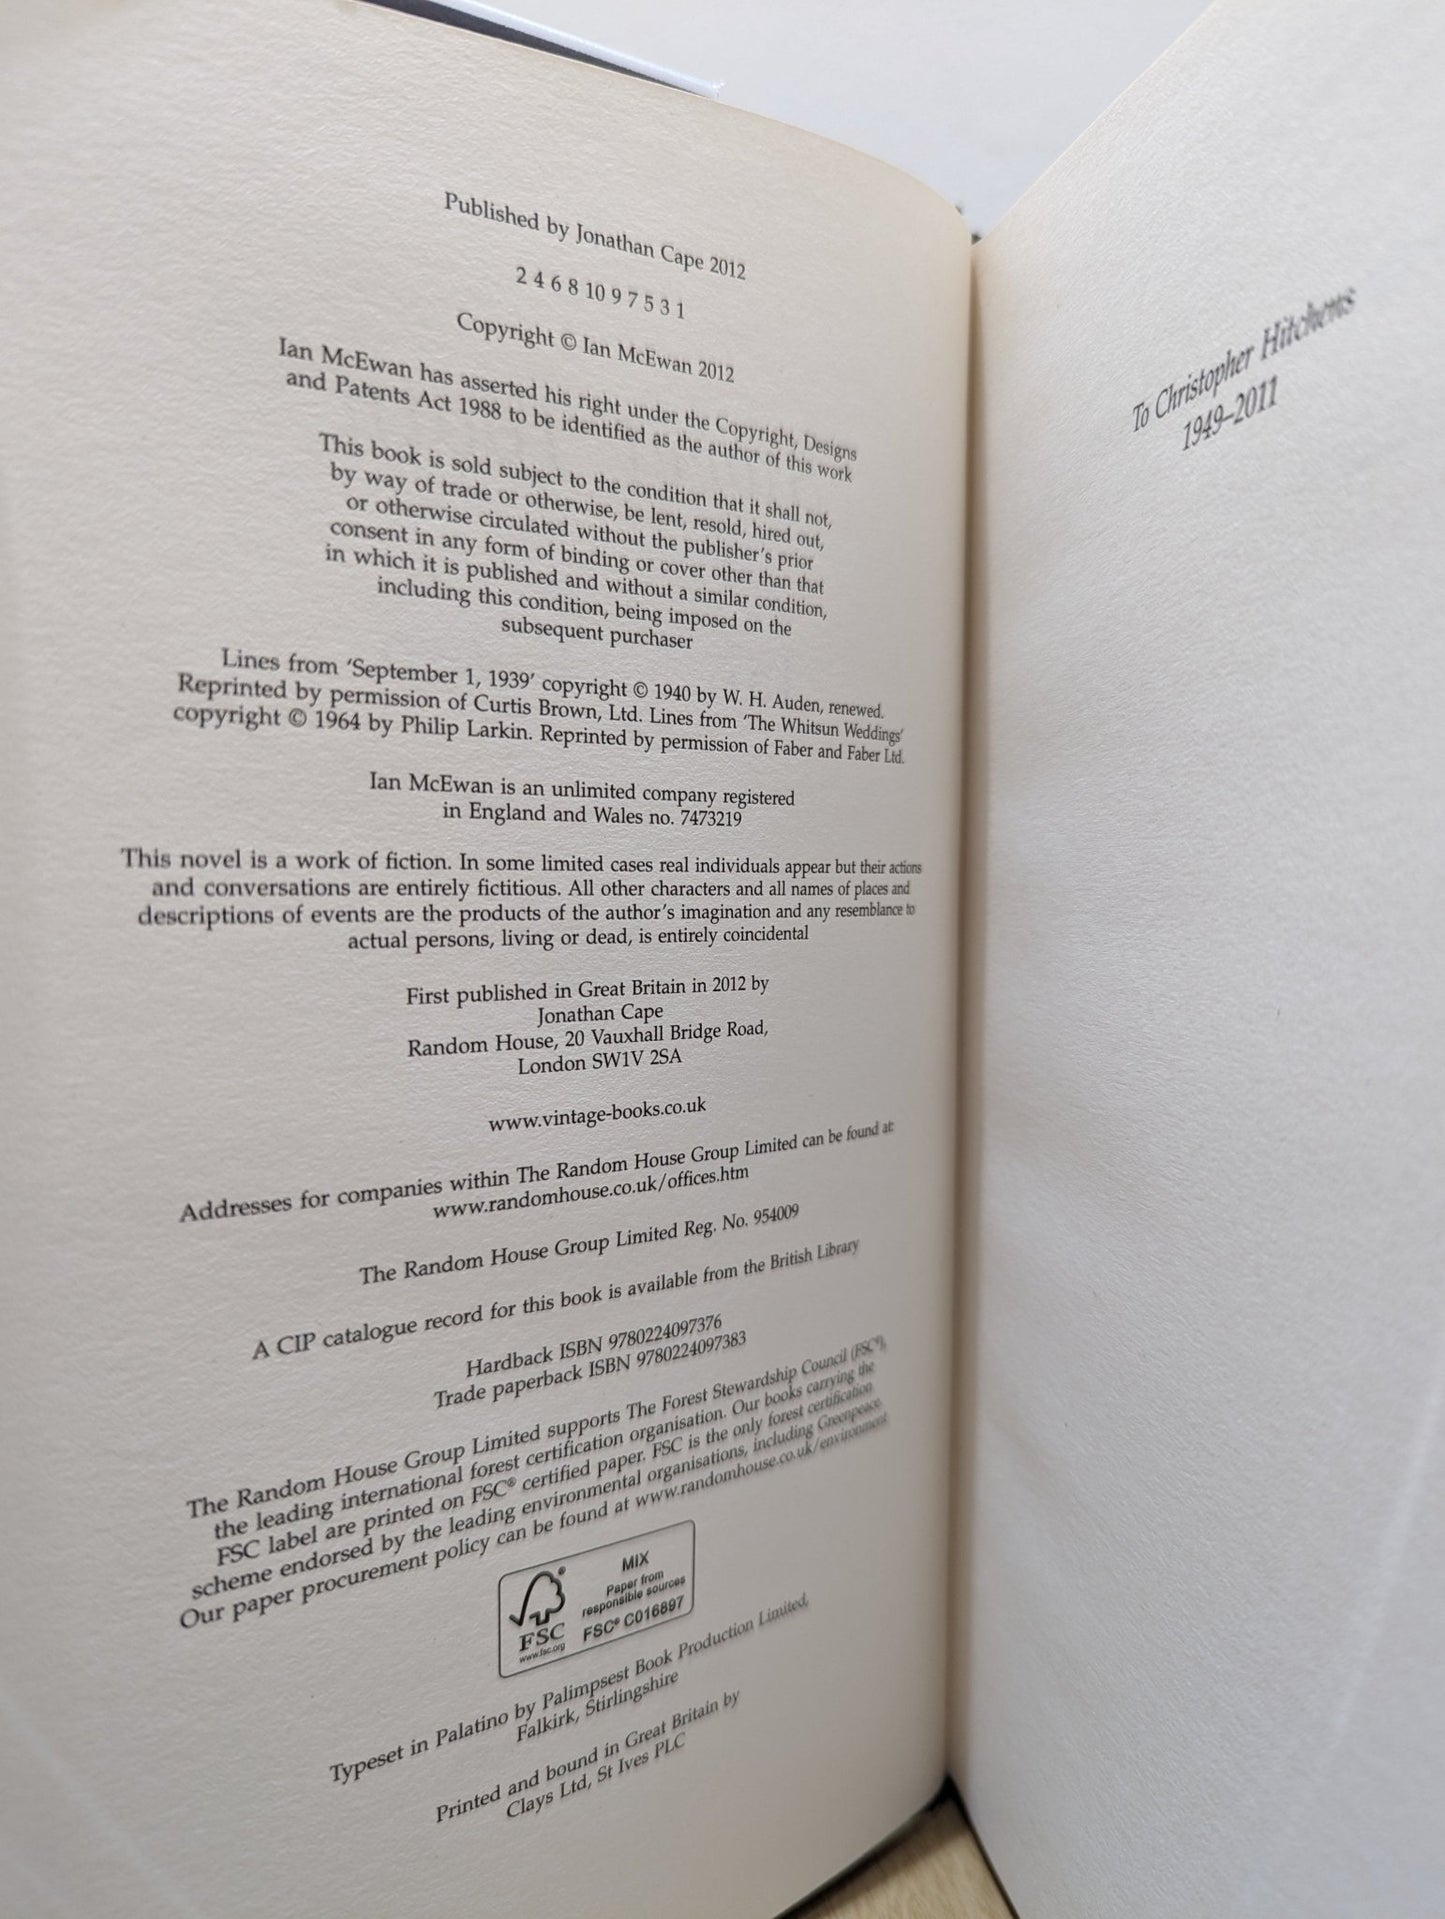 Published by Jonathan Cape 2012
2 4 6 8 10 9 7 5 3 1
Copyright © Ian McEwan 2012
Ian McEwan has asserted his right under the Copyright, Designs
and Patents Act 1988 to be identified as the author of this work
This book is sold subject to the condition that it shall not,
by way of trade or otherwise, be lent, resold, hired out,
or otherwise circulated without the publisher's prior
consent in any form of binding or cover other than that
in which it is published and without a similar condition,
including this condition, being imposed on the
subsequent purchaser
Lines from 'September 1, 1939' copyright © 1940 by W. H. Auden, renewed.
Reprinted by permission of Curtis Brown, Ltd. Lines from 'The Whitsun Weddings'
copyright © 1964 by Philip Larkin. Reprinted by permission of Faber and Faber Ltd.
Ian McEwan is an unlimited company registered
in England and Wales no. 7473219
This novel is a work of fiction. In some limited cases real individuals appear but their actions
and conversations are entirely fictitious. All other characters and all names of places and
descriptions of events are the products of the author's imagination and any resemblance to
actual persons, living or dead, is entirely coincidental
First published in Great Britain in 2012 by
Jonathan Cape
Random House, 20 Vauxhall Bridge Road,
London SW1V 2SA
www.vintage-books.co.uk
Addresses for companies within The Random House Group Limited can be found at:
www.randomhouse.co.uk/offices.htm
The Random House Group Limited Reg. No. 954009
A CIP catalogue record for this book is available from the British Library
Hardback ISBN 9780224097376
Trade paperback ISBN 9780224097383
The Random House Group Limited supports The Forest Stewardship Council (FSC®),
the leading international forest certification organisation. Our books carrying the
FSC label are printed on FSC® certified paper. FSC is the only forest certification
scheme endorsed by the leading environmental organisations, including Greenpeace.
Our paper procurement policy can be found at www.randomhouse.co.uk/environment
FSC
www.fsc.org
MIX
Paper from
responsible sources
FSC® C016897
Typeset in Palatino by Palimpsest Book Production Limited,
Falkirk, Stirlingshire
Printed and bound in Great Britain by
Clays Ltd, St Ives PLC
To Christopher Hitchens
1949–2011